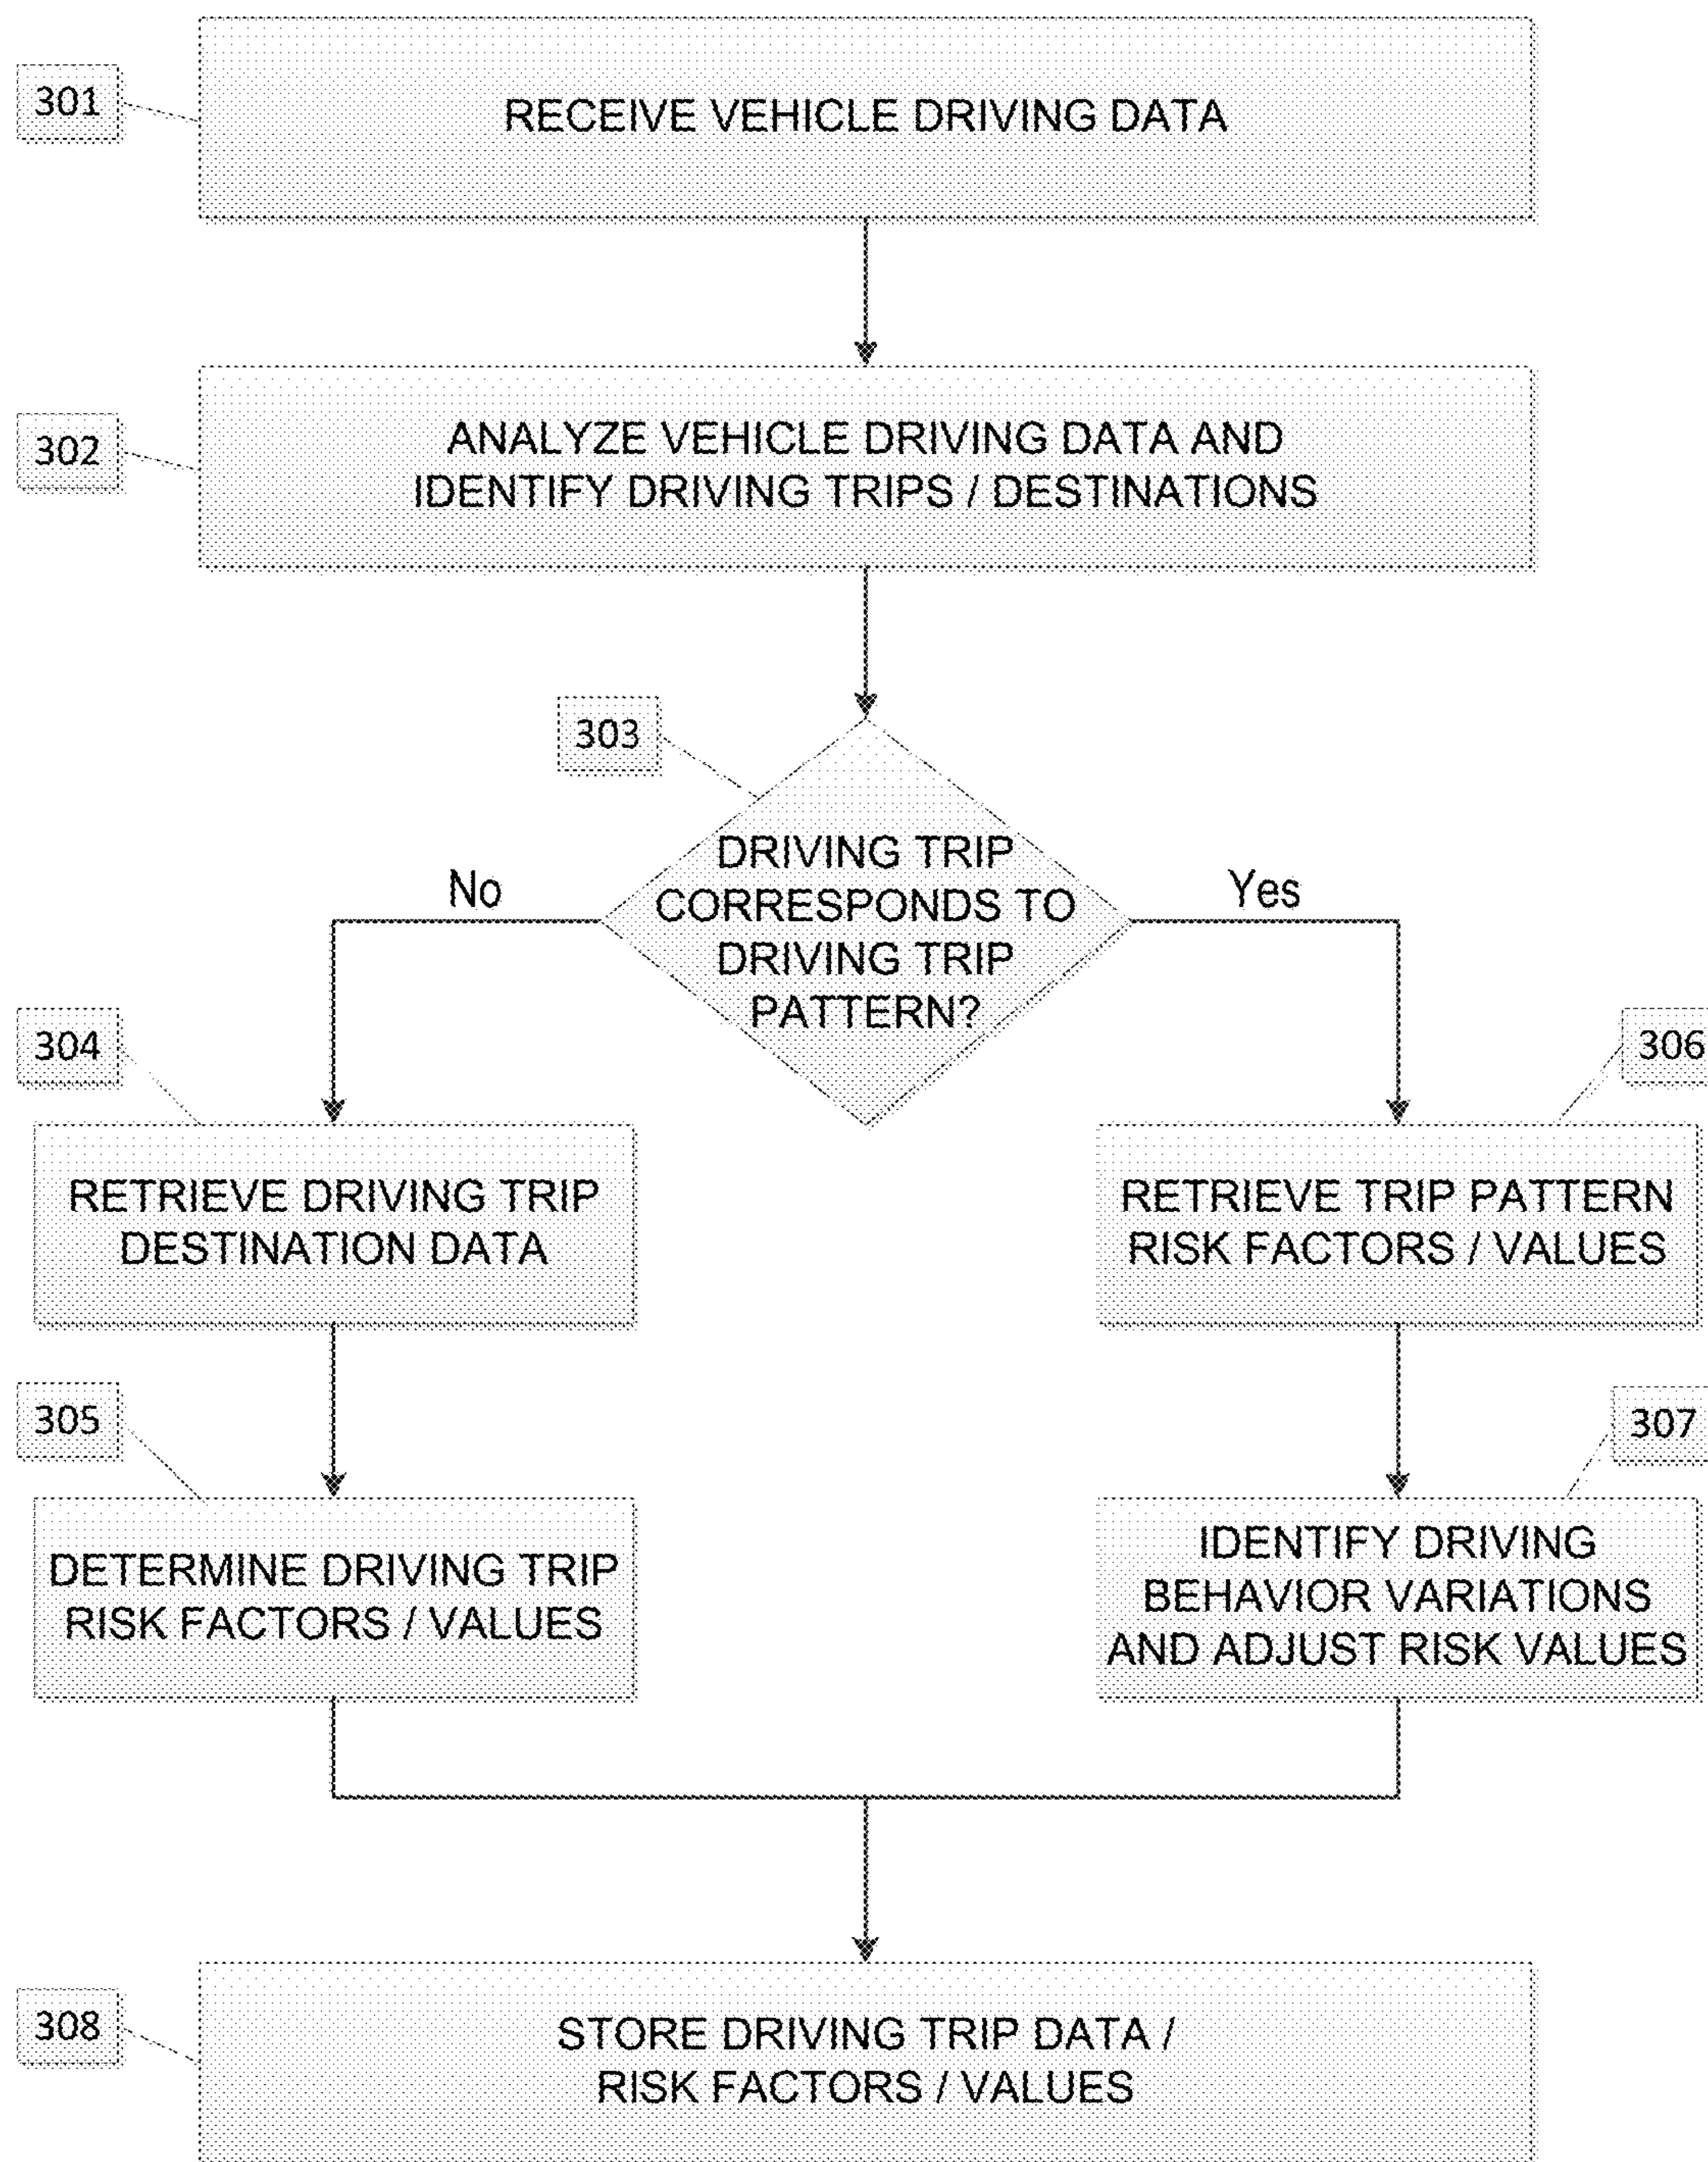 301
RECEIVE VEHICLE DRIVING DATA
302
ANALYZE VEHICLE DRIVING DATA AND
IDENTIFY DRIVING TRIPS / DESTINATIONS
303
DRIVING TRIP
CORRESPONDS TO
DRIVING TRIP
PATTERN?
No
Yes
304
RETRIEVE DRIVING TRIP
DESTINATION DATA
306
RETRIEVE TRIP PATTERN
RISK FACTORS / VALUES
305
DETERMINE DRIVING TRIP
RISK FACTORS / VALUES
307
IDENTIFY DRIVING
BEHAVIOR VARIATIONS
AND ADJUST RISK VALUES
308
STORE DRIVING TRIP DATA /
RISK FACTORS / VALUES